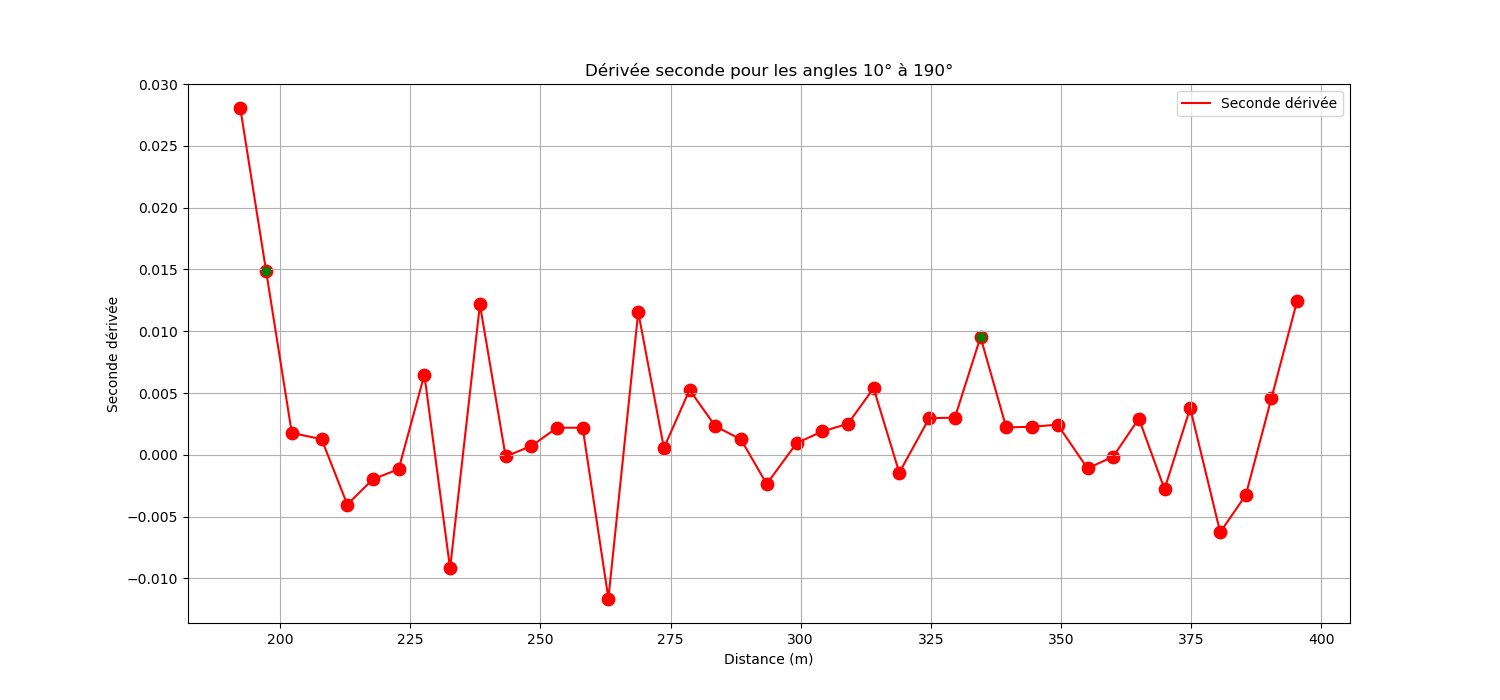 Dérivée seconde pour les angles 10° à 190°
Seconde dérivée
0.030
0.025
0.020
0.015
0.010
0.005
0.000
−0.005
−0.010
Seconde dérivée
200 225 250 275 300 325 350 375 400
Distance (m)